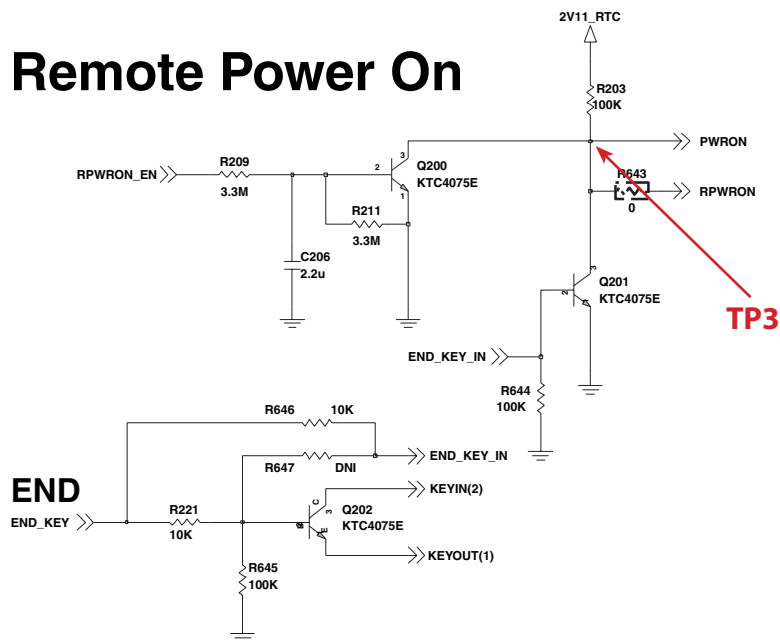 2V11_RTC
Remote Power On
R203
100K
PWRON
R209
3
Q200
KTC4075E
RPWRON_EN
2
3.3M
1
R643
RPWRON
0
R211
3.3M
C206
2.2u
3
Q201
KTC4075E
2
TP3
END_KEY_IN
R644
100K
R646
10K
R647
DNI
END_KEY_IN
END
KEYIN(2)
C
3
Q202
KTC4075E
END_KEY
R221
10K
E
KEYOUT(1)
R645
100K